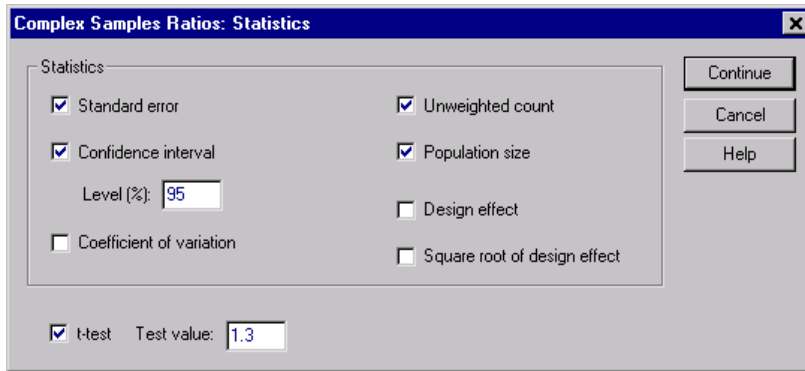 Complex Samples Ratios: Statistics
Statistics
Standard error
Confidence interval
Level (%): 95
Coefficient of variation
Unweighted count
Population size
Design effect
Square root of design effect
t-test Test value: 1.3
Continue
Cancel
Help